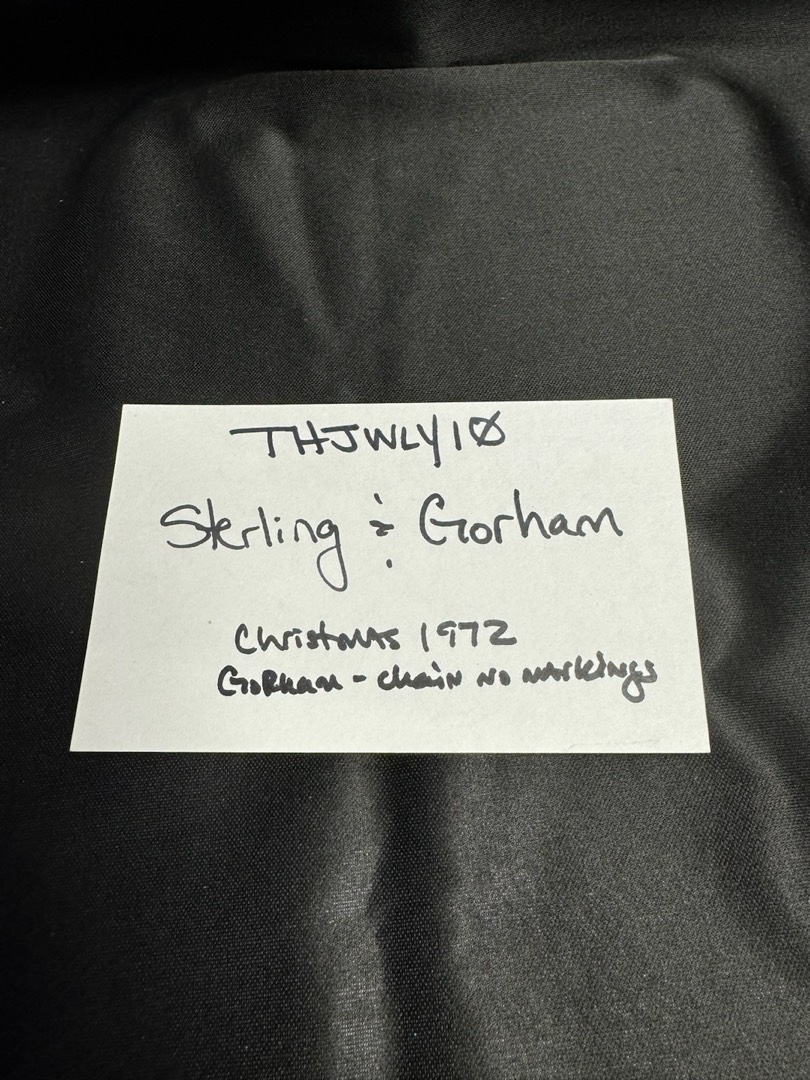 THJWLY10
Sterling & Gorham
Christmas 1972
Gorham - chain no markings